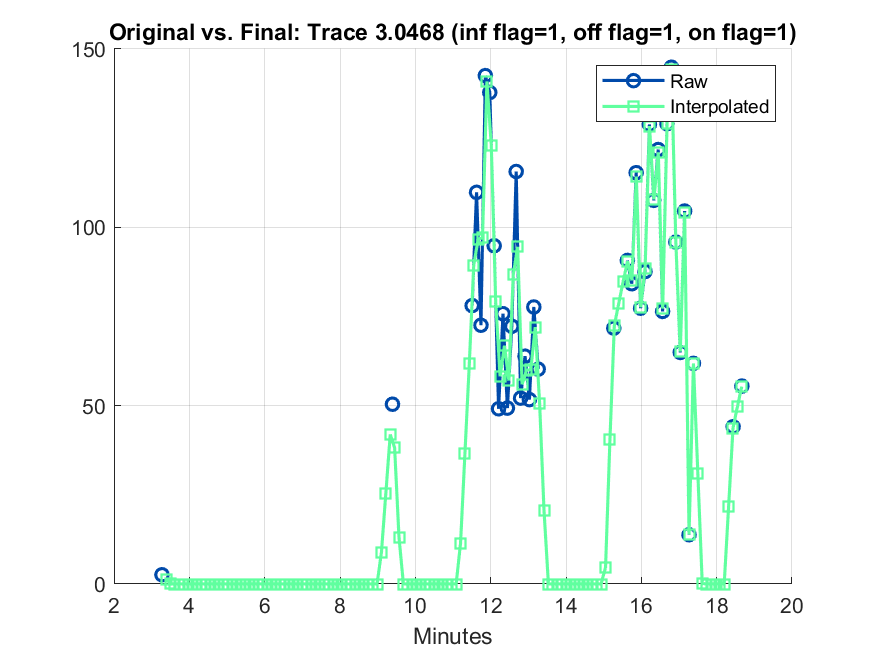 Original vs. Final: Trace 3.0468 (inf flag=1, off flag=1, on flag=1)
150
100
50
0
Raw
Interpolated
2 4 6 8 10 12 14 16 18 20
Minutes